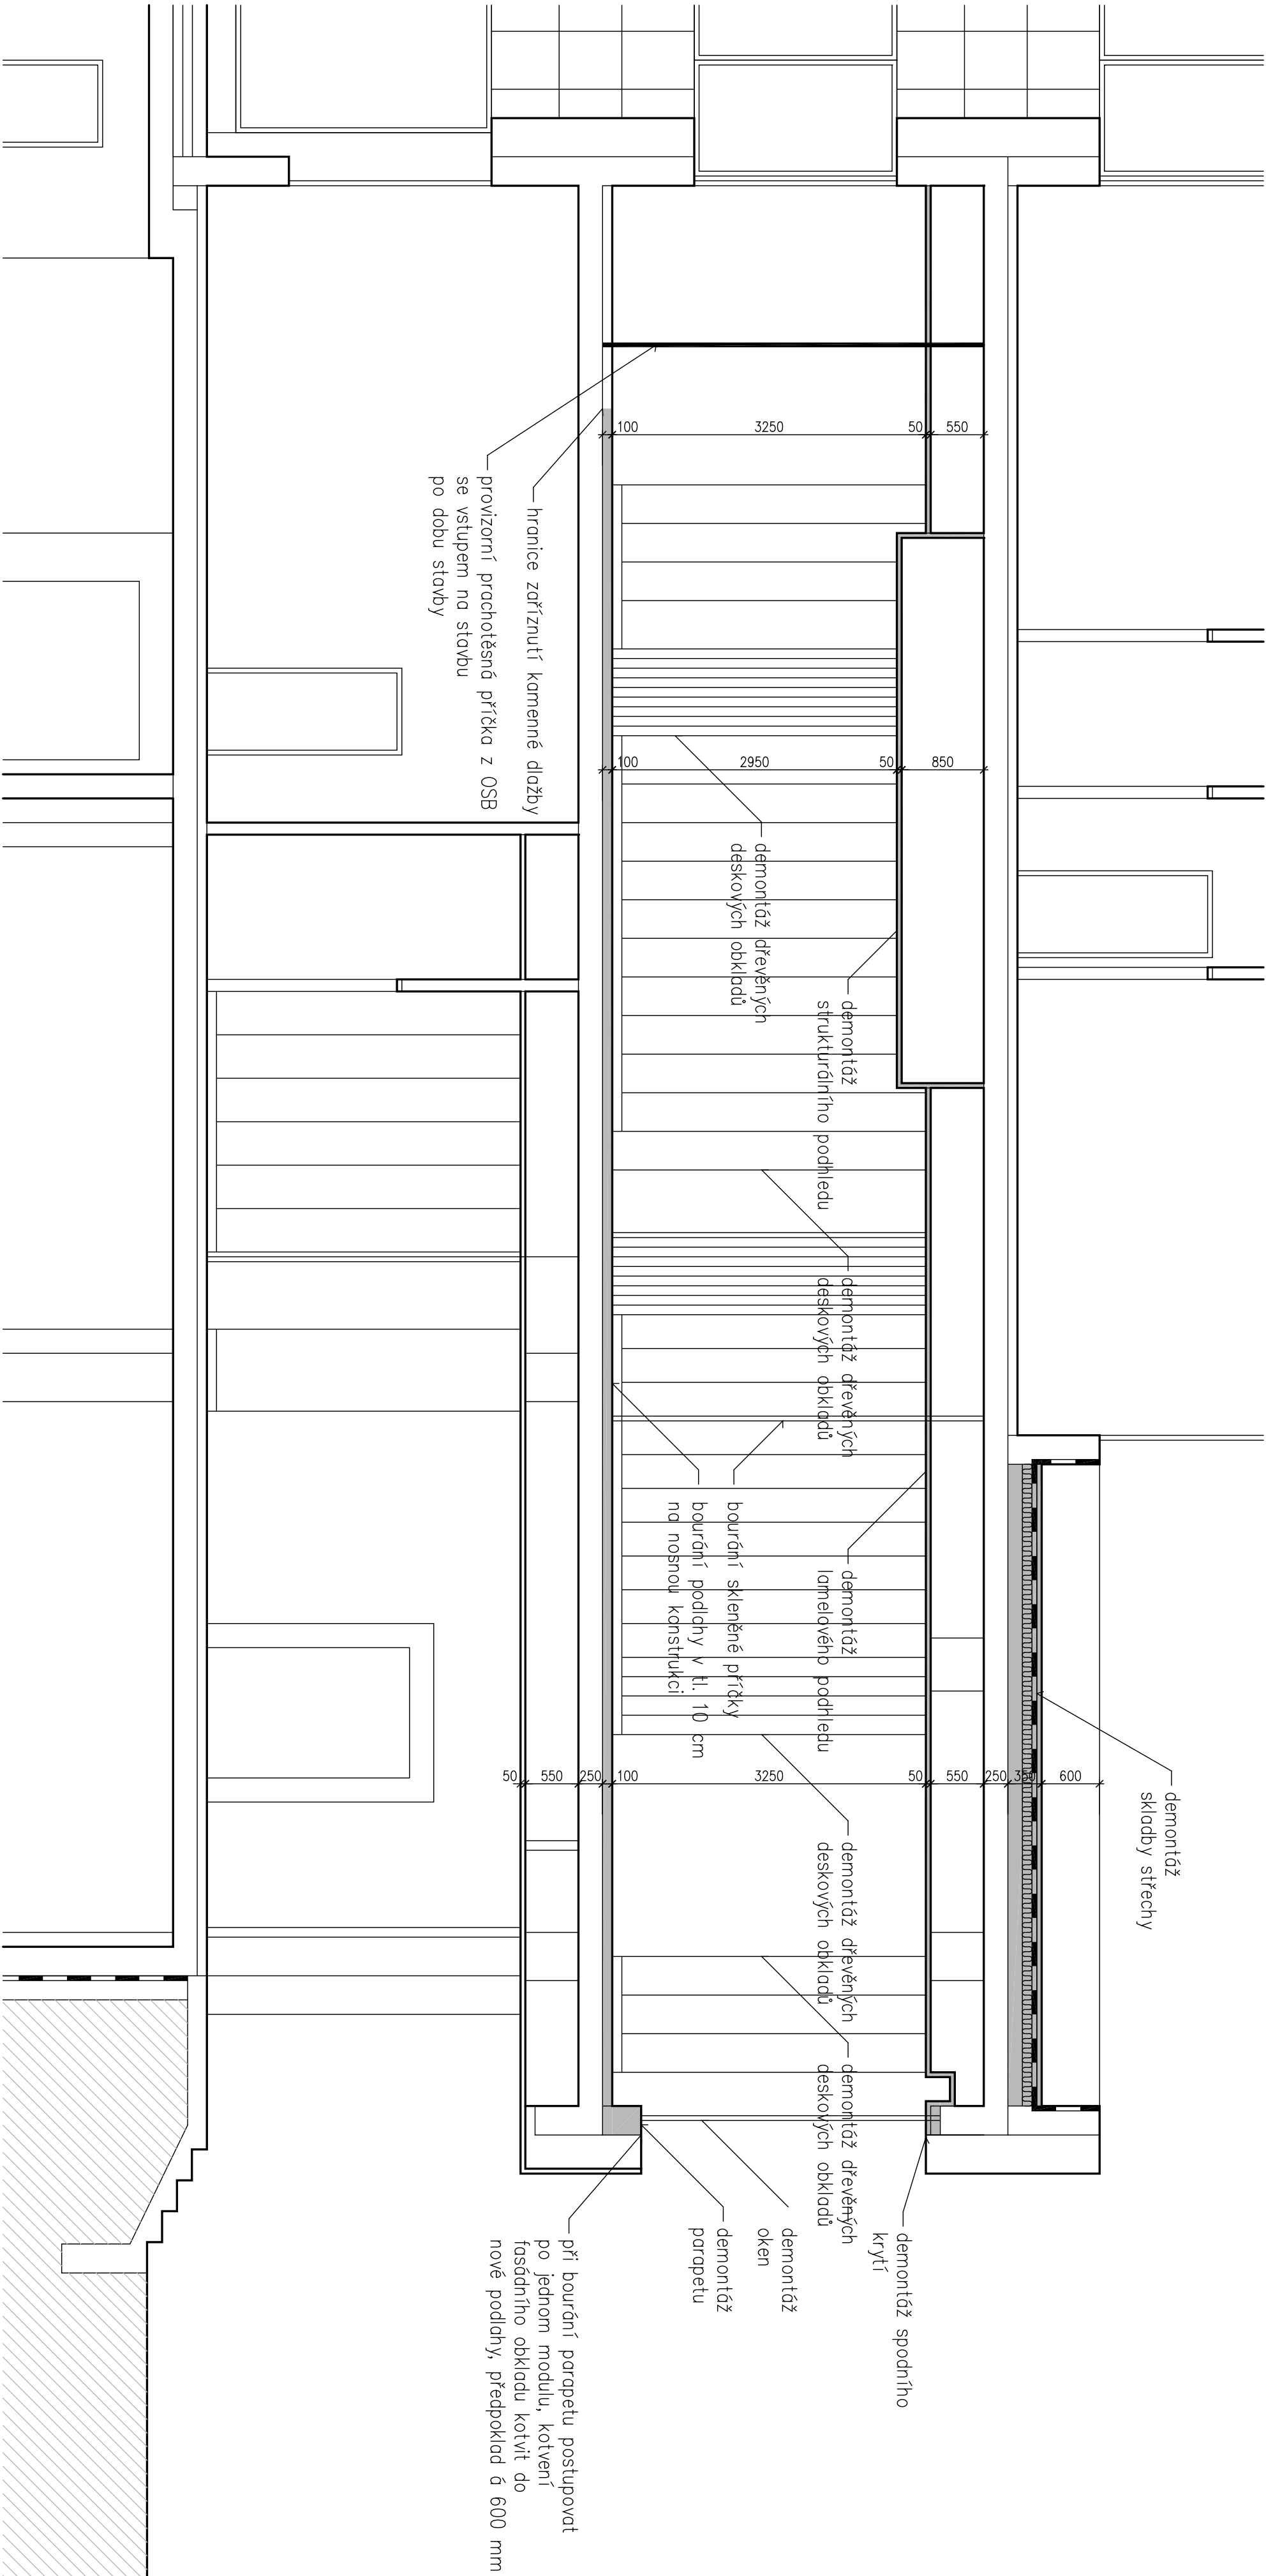 demontáž
skladby střechy
demontáž spodního
krytí
demontáž
strukturálního podhledu
demontáž dřevěných
deskových obkladů
demontáž
lamelového podhledu
demontáž dřevěných
deskových obkladů
demontáž dřevěných
deskových obkladů
demontáž dřevěných
deskových obkladů
demontáž
oken
bourání skleněné příčky
bourání podlahy v tl. 10 cm
na nosnou konstrukci
demontáž
parapetu
hranice zaříznutí kamenné dlažby
provizorní prachotěsná příčka z OSB
se vstupem na stavbu
po dobu stavby
při bourání parapetu postupovat
po jednom modulu, kotvení
fasádního obkladu kotvit do
nové podlahy, předpoklad á 600 mm
100 3250 50 550
100 2950 50 850
50 550 250 100 3250 50 550 250 350 600